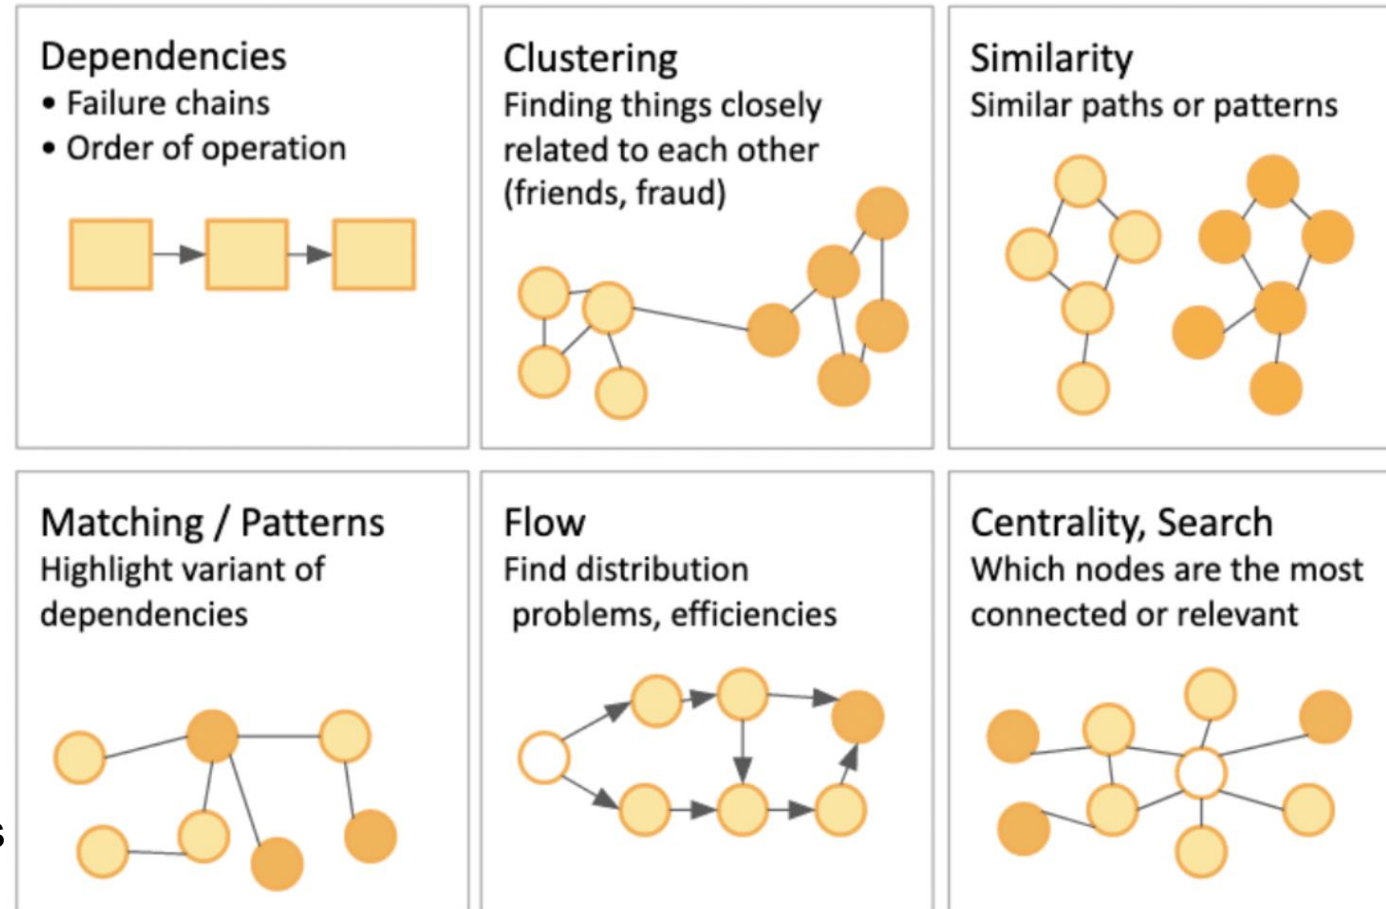 Dependencies
• Failure chains
• Order of operation
Clustering
Finding things closely
related to each other
(friends, fraud)
Similarity
Similar paths or patterns
Matching / Patterns
Highlight variant of
dependencies
Flow
Find distribution
problems, efficiencies
Centrality, Search
Which nodes are the most
connected or relevant
s